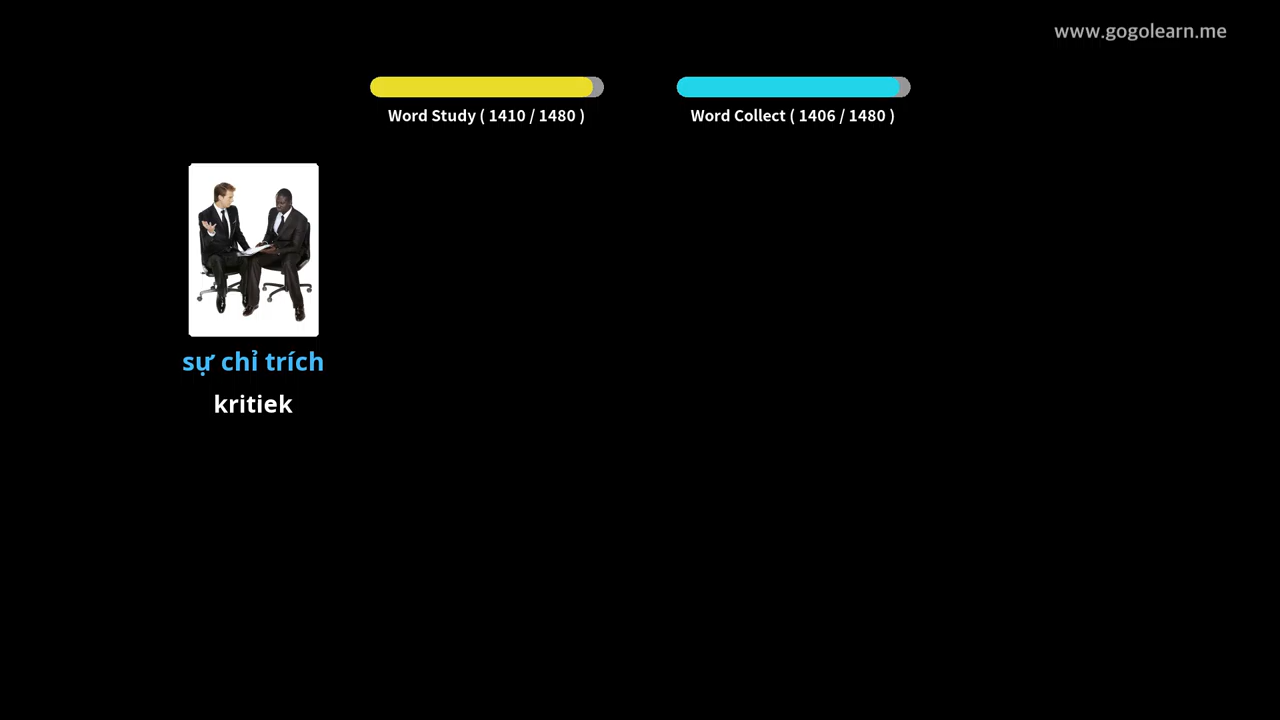 www.gogolearn.me
Word Study ( 1410 / 1480 )
Word Collect ( 1406 / 1480 )
sự chỉ trích
kritiek